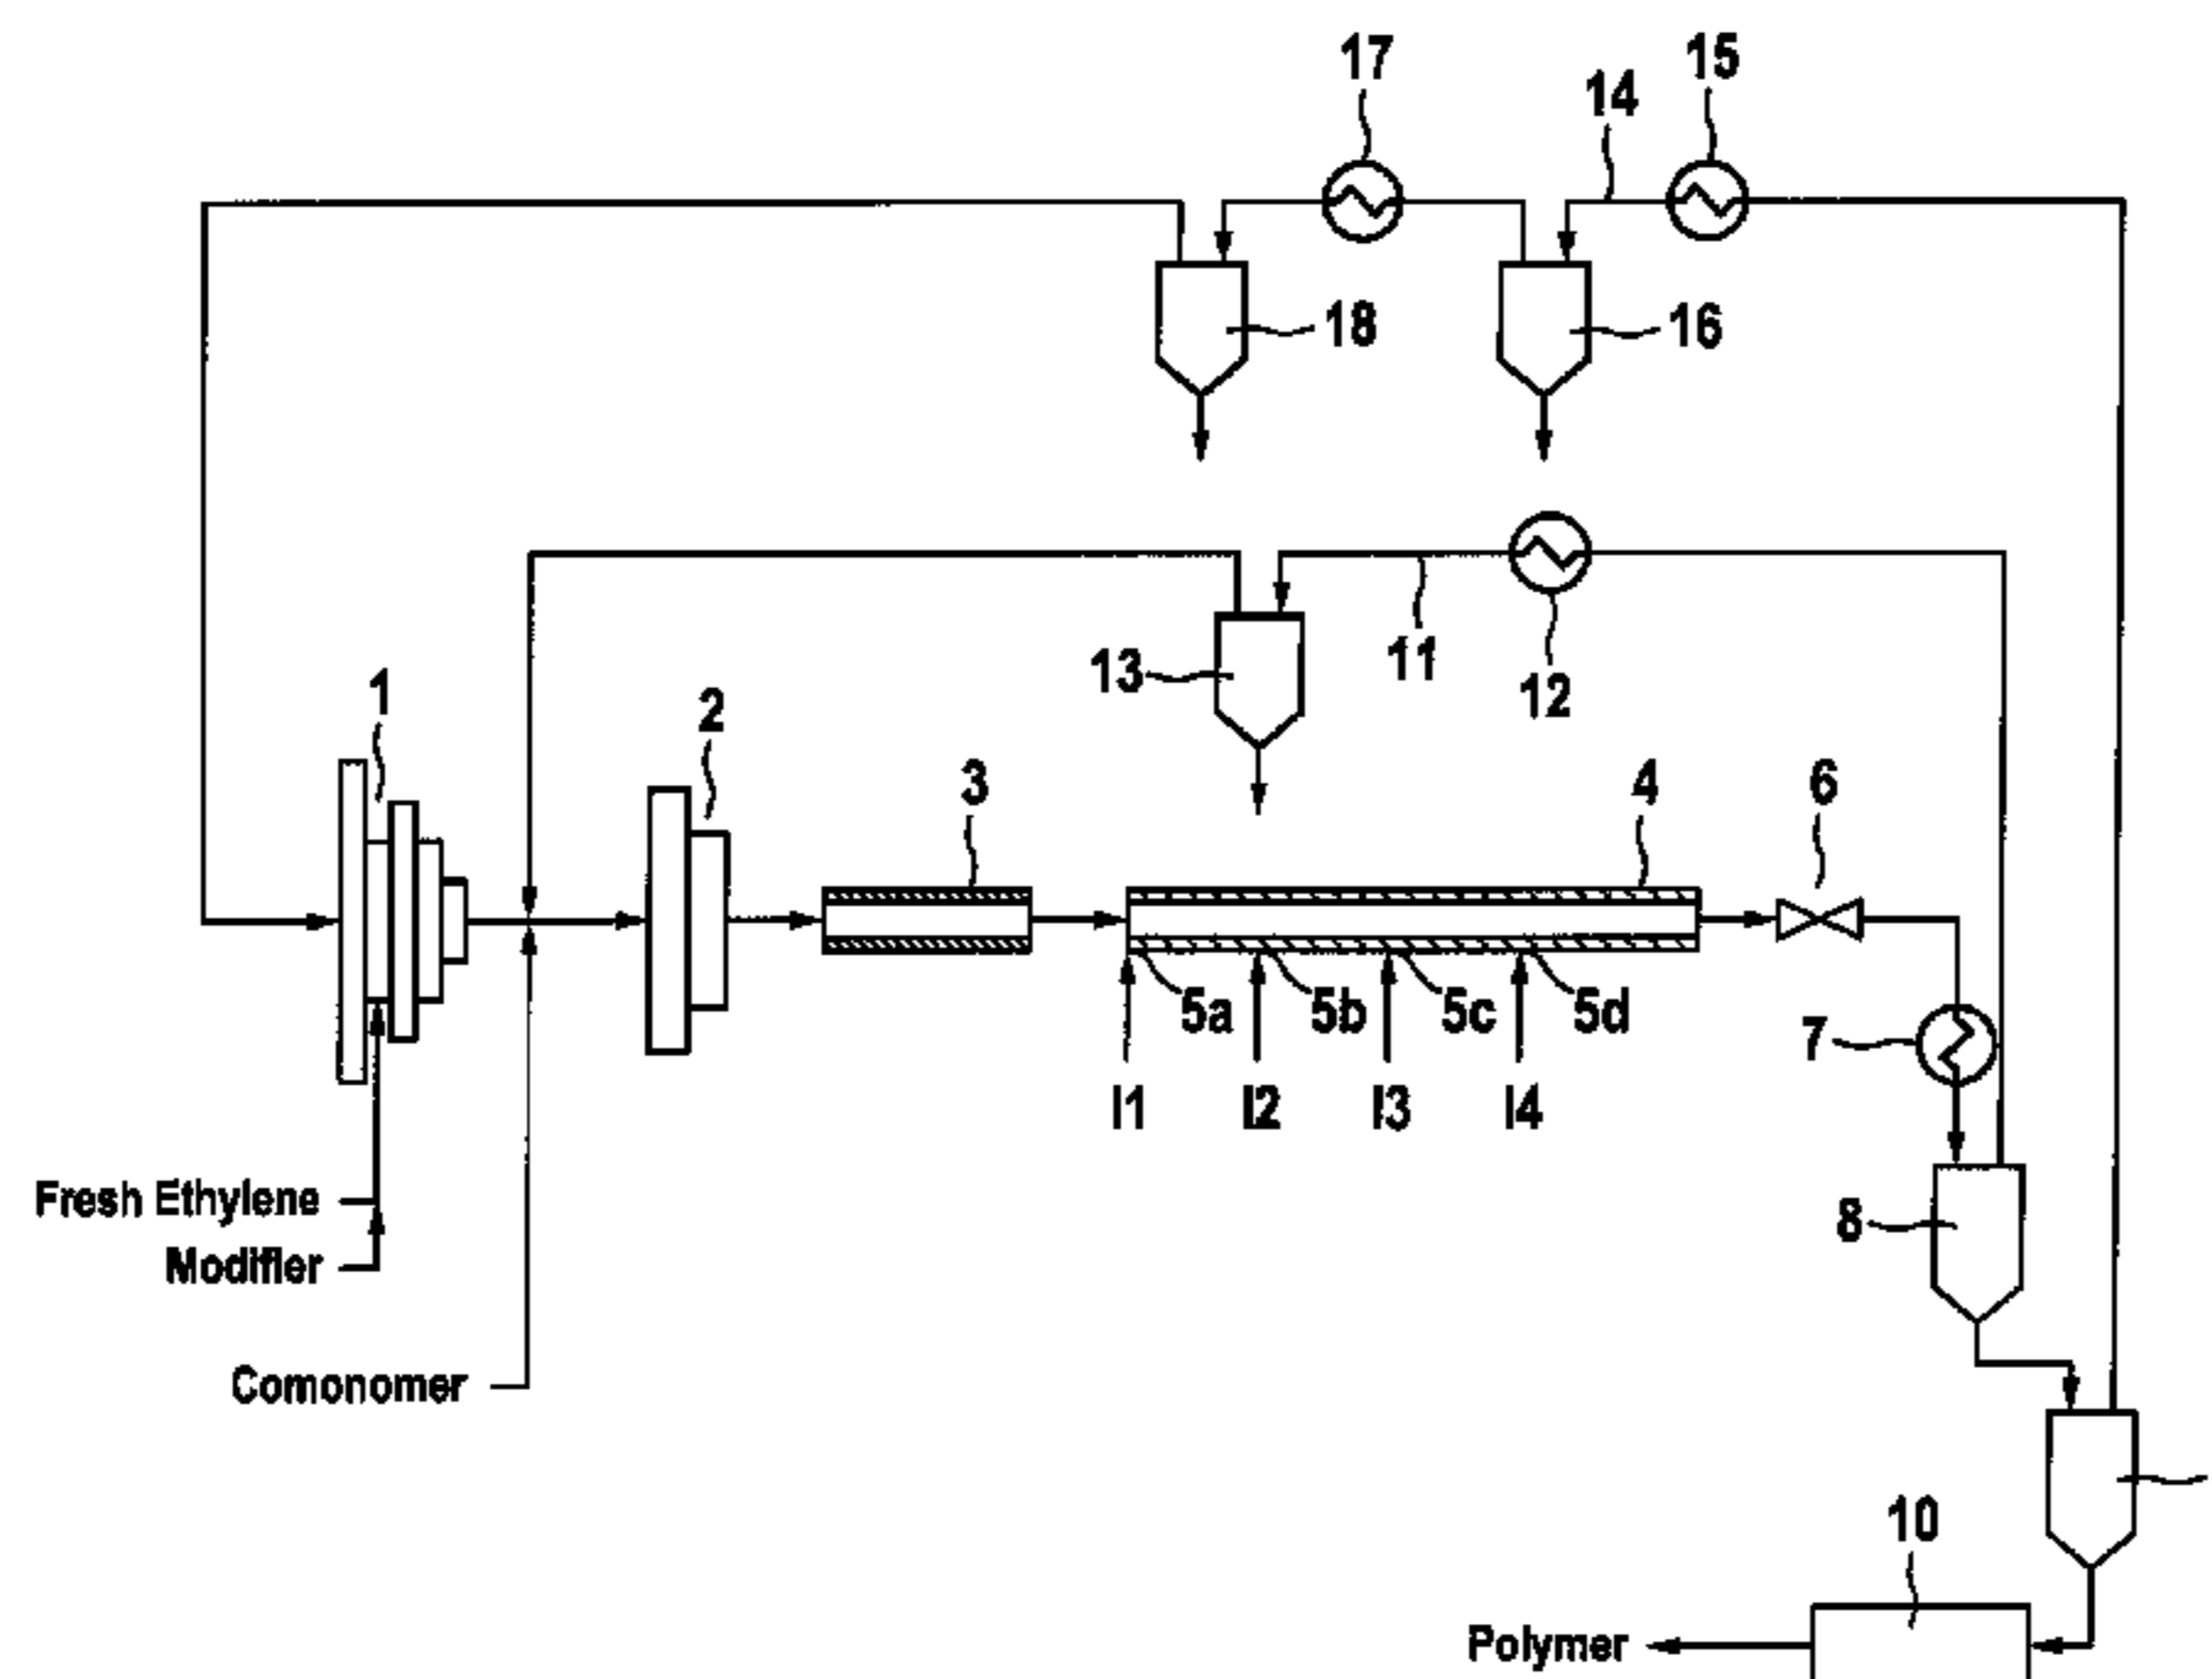 17
15
14
18
16
13
11
12
1
2
3
4
6
5a
5b
5c
5d
7
I1
I2
I3
I4
Fresh Ethylene
Modifier
8
Comonomer
10
Polymer